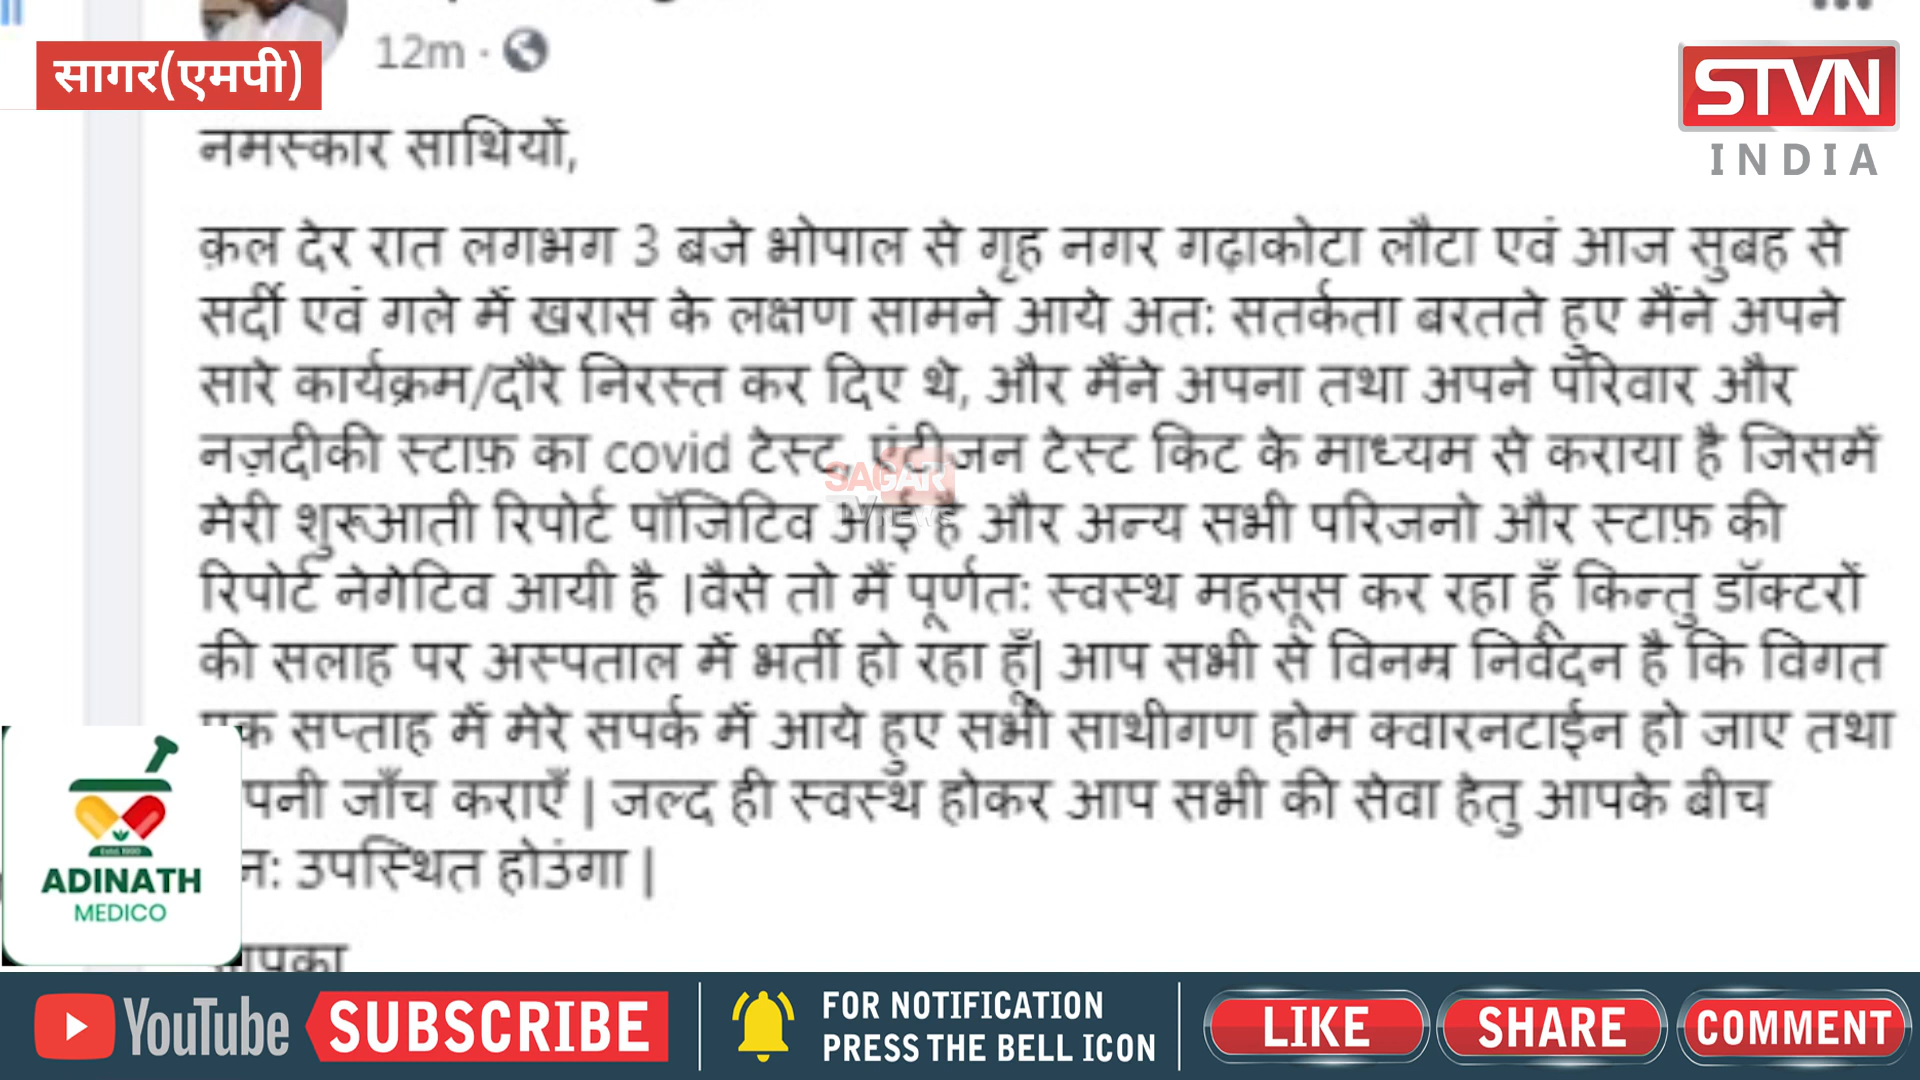 12m ·
सागर(एमपी)
STVN
INDIA
नमस्कार साथियों,
क़ल देर रात लगभग 3 बजे भोपाल से गृह नगर गढ़ाकोटा लौटा एवं आज सुबह से
सर्दी एवं गले में खरास के लक्षण सामने आये अत: सतर्कता बरतते हुए मैंने अपने
सारे कार्यक्रम/दौरे निरस्त कर दिए थे, और मैंने अपना तथा अपने परिवार और
नज़दीकी स्टाफ़ का covid टेस्ट, एंटीजन टेस्ट किट के माध्यम से कराया है जिसमें
मेरी शुरूआती रिपोर्ट पॉजिटिव आई है और अन्य सभी परिजनो और स्टाफ़ की
रिपोर्ट नेगेटिव आयी है ।वैसे तो मैं पूर्णत: स्वस्थ महसूस कर रहा हूँ किन्तु डॉक्टरों
की सलाह पर अस्पताल में भर्ती हो रहा हूँ| आप सभी से विनम्र निवेदन है कि विगत
सप्ताह में मेरे सपर्क में आये हुए सभी साथीगण होम क्वारनटाईन हो जाए तथा
जाँच कराएँ | जल्द ही स्वस्थ होकर आप सभी की सेवा हेतु आपके बीच
उपस्थित होउंगा |
SAGAR
TV NEWS
Estd. 1990
ADINATH
MEDICO
YouTube SUBSCRIBE
FOR NOTIFICATION
PRESS THE BELL ICON
LIKE SHARE COMMENT